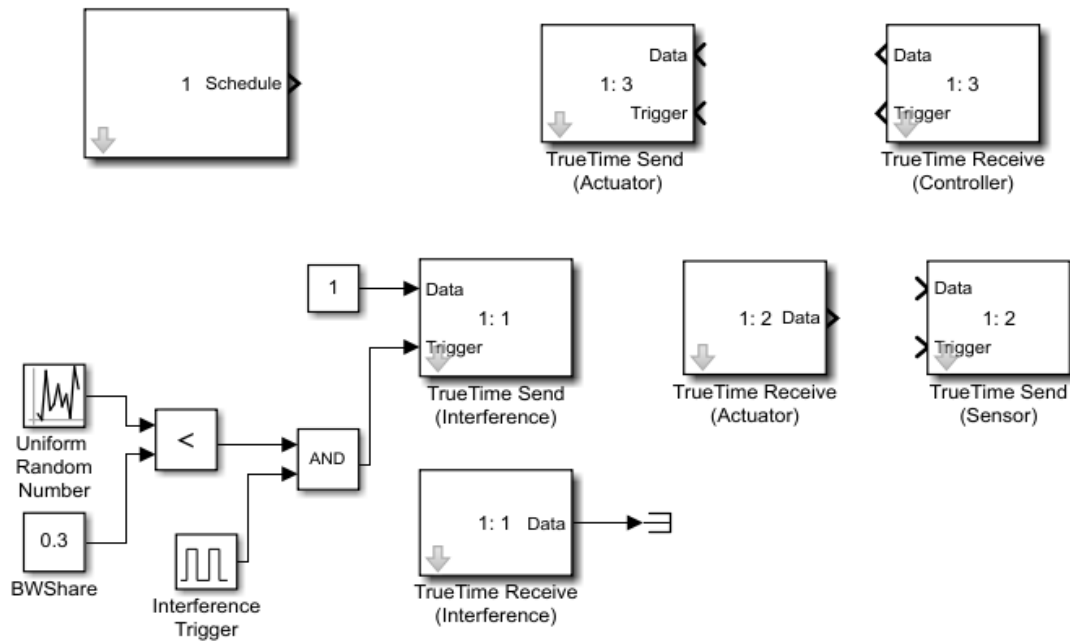 1 Schedule
1: 3
Data
Trigger
TrueTime Send
(Actuator)
Data
1: 3
Trigger
TrueTime Receive
(Controller)
1
Data
1: 1
Trigger
TrueTime Send
(Interference)
1: 2 Data
TrueTime Receive
(Actuator)
Data
1: 2
Trigger
TrueTime Send
(Sensor)
Uniform
Random
Number
<
AND
0.3
BWShare
Interference
Trigger
1: 1 Data
TrueTime Receive
(Interference)